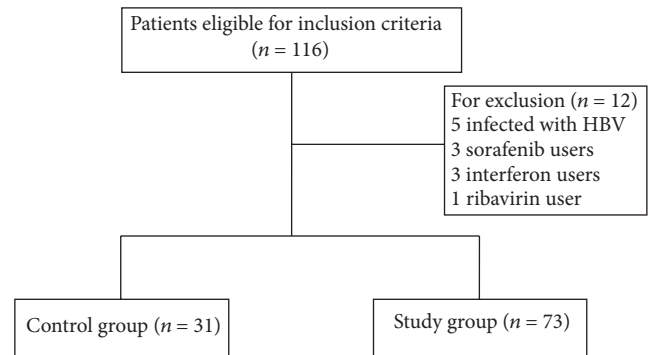 Patients eligible for inclusion criteria
(n = 116)
For exclusion (n = 12)
5 infected with HBV
3 sorafenib users
3 interferon users
1 ribavirin user
Control group (n = 31)
Study group (n = 73)